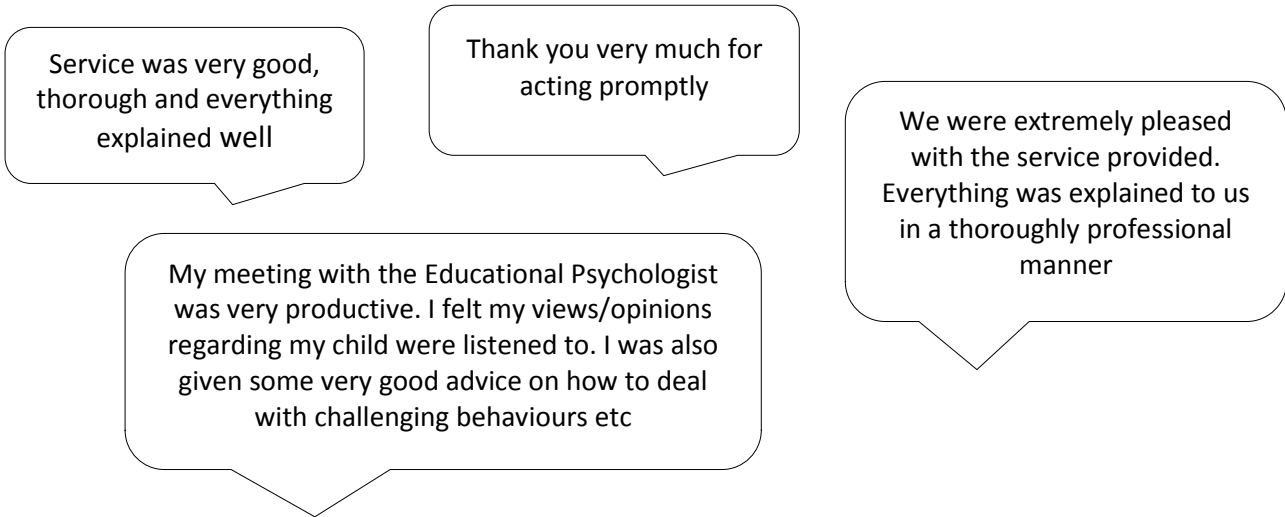 Service was very good,
thorough and everything
explained well
Thank you very much for
acting promptly
We were extremely pleased
with the service provided.
Everything was explained to us
in a thoroughly professional
manner
My meeting with the Educational Psychologist
was very productive. I felt my views/opinions
regarding my child were listened to. I was also
given some very good advice on how to deal
with challenging behaviours etc